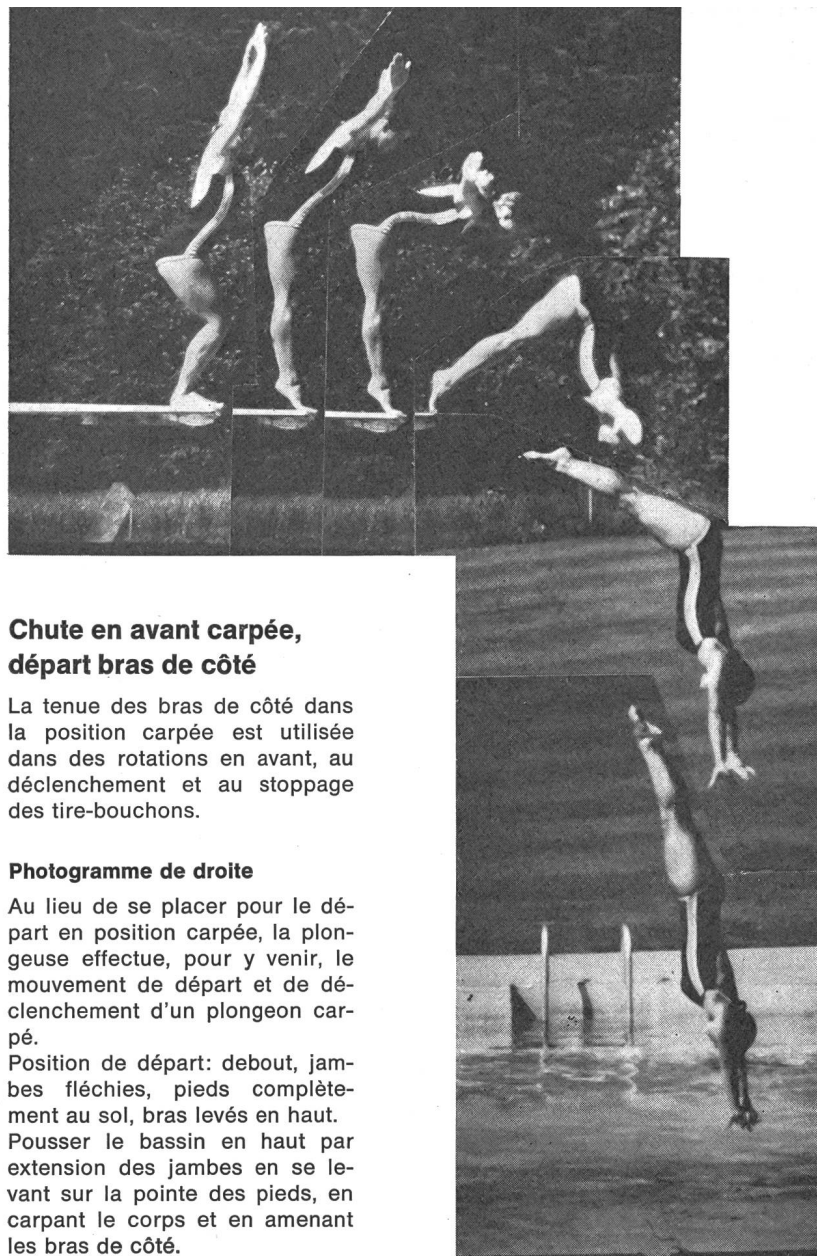 Chute en avant carpée,
départ bras de côté
La tenue des bras de côté dans
la position carpée est utilisée
dans des rotations en avant, au
déclenchement et au stoppage
des tire-bouchons.
Photogramme de droite
Au lieu de se placer pour le dé-
part en position carpée, la plon-
geuse effectue, pour y venir, le
mouvement de départ et de dé-
clenchement d'un plongeon car-
pé.
Position de départ: debout, jam-
bes fléchies, pieds complète-
ment au sol, bras levés en haut.
Pousser le bassin en haut par
extension des jambes en se le-
vant sur la pointe des pieds, en
carpant le corps et en amenant
les bras de côté.